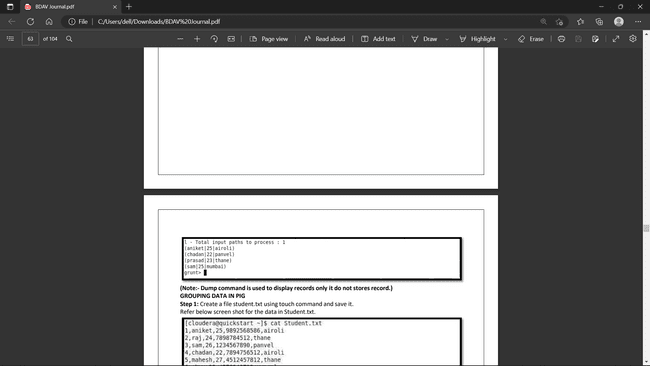 BDAV Journal.pdf
File
C:/Users/dell/Downloads/BDAV%20Journal.pdf
63 of 104
Page view
Read aloud
Add text
Draw
Highlight
Erase
1 - Total input paths to process : 1
(aniket|25|airoli)
(chadan|22|panvel)
(prasad|23|thane)
(sam|25|mumbai)
grunt>
(Note:- Dump command is used to display records only it do not stores record.)
GROUPING DATA IN PIG
Step 1: Create a file student.txt using touch command and save it.
Refer below screen shot for the data in Student.txt.
[cloudera@quickstart ~]$ cat Student.txt
1,aniket,25,9892568586,airoli
2,raj,24,7898784512,thane
3,sam,26,1234567890,panvel
4,chadan,22,7894756512,airoli
5,mahesh,27,4512457812,thane